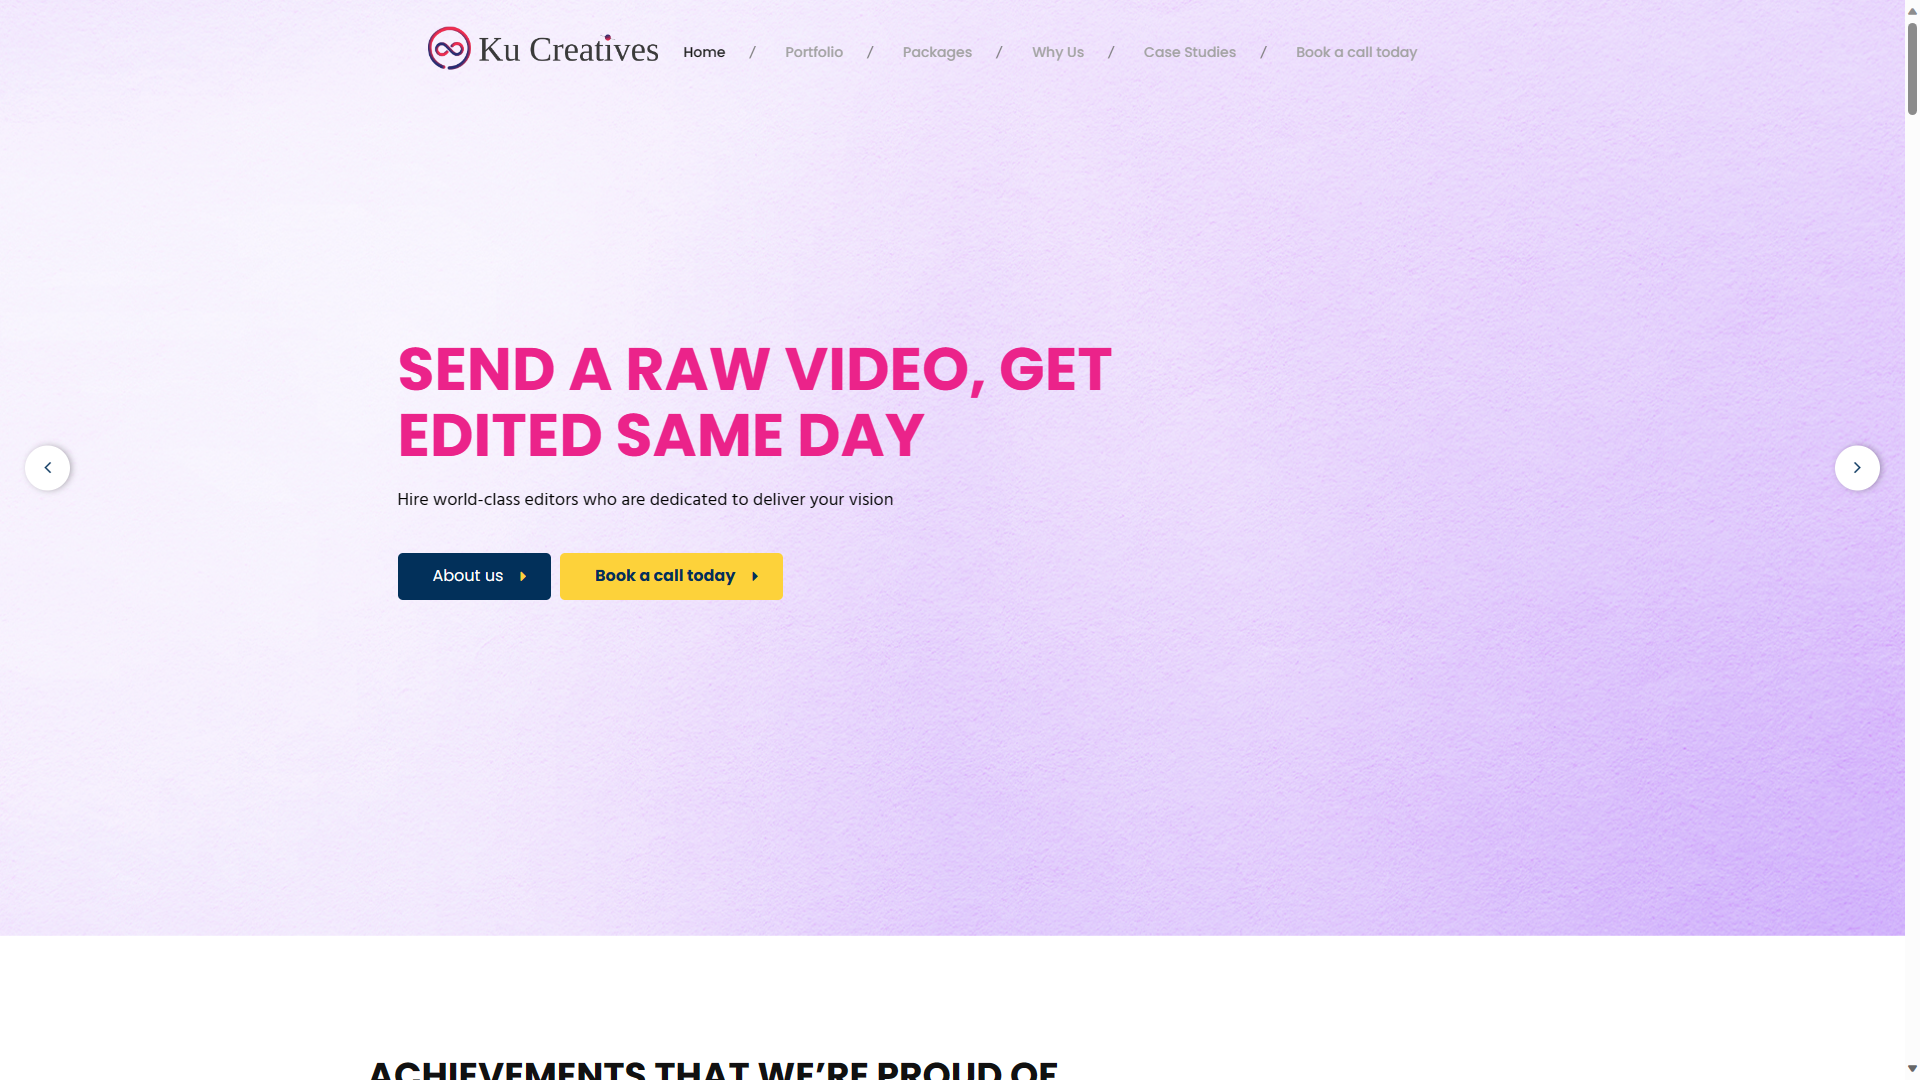 Ku Creatives
Home / Portfolio / Packages / Why Us / Case Studies / Book a call today
SEND A RAW VIDEO, GET
EDITED SAME DAY
Hire world-class editors who are dedicated to deliver your vision
About us
Book a call today
ACHIEVEMENTS THAT WE’RE PROUD OF